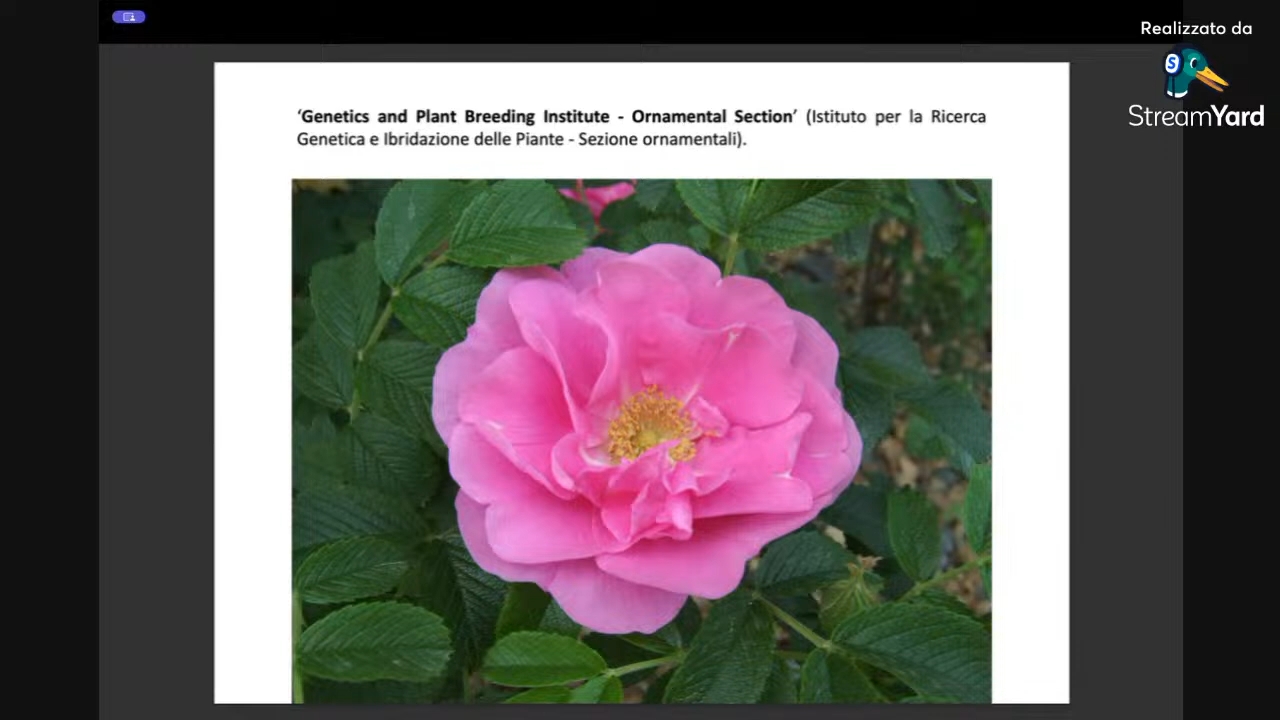 Realizzato da
StreamYard
‘Genetics and Plant Breeding Institute - Ornamental Section’ (Istituto per la Ricerca
Genetica e Ibridazione delle Piante - Sezione ornamentali).